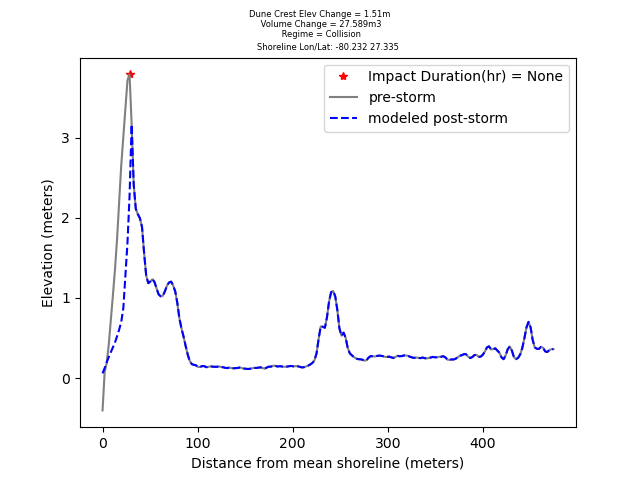 Dune Crest Elev Change = 1.51m
Volume Change = 27.589m3
Regime = Collision
Shoreline Lon/Lat: -80.232 27.335
Impact Duration(hr) = None
pre-storm
modeled post-storm
Elevation (meters)
3
2
1
0
0 100 200 300 400
Distance from mean shoreline (meters)